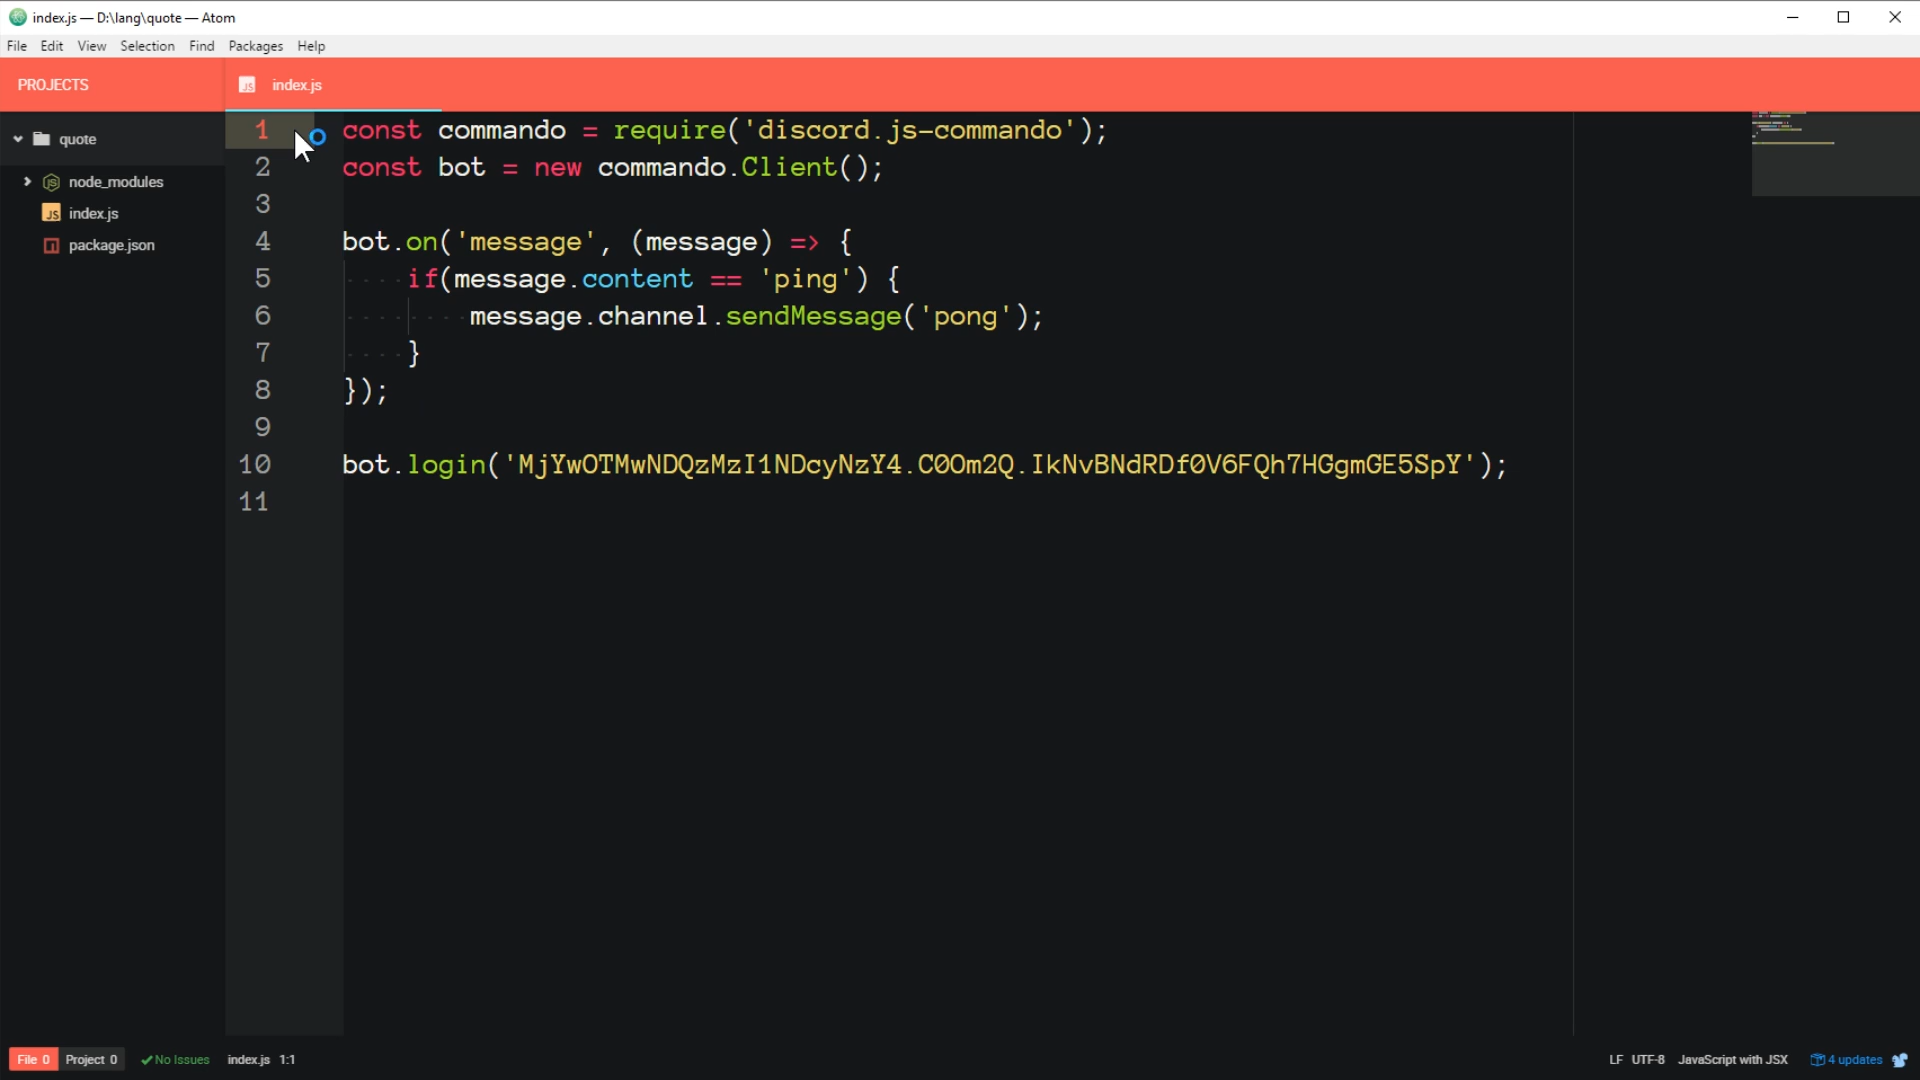 index.js — D:\lang\quote — Atom
File Edit View Selection Find Packages Help
PROJECTS
index.js
quote
node_modules
index.js
package.json
1 const commando = require('discord.js-commando');
2 const bot = new commando.Client();
3
4 bot.on('message', (message) => {
5 if(message.content == 'ping') {
6 message.channel.sendMessage('pong');
7 }
8 });
9
10 bot.login('MjYwOTMwNDQzMzI1NDcyNzY4.C0Om2Q.IkNvBNdRDf0V6FQh7HGgmGE5SpY');
11
File 0 Project 0 No Issues index.js 1:1 LF UTF-8 JavaScript with JSX 4 updates